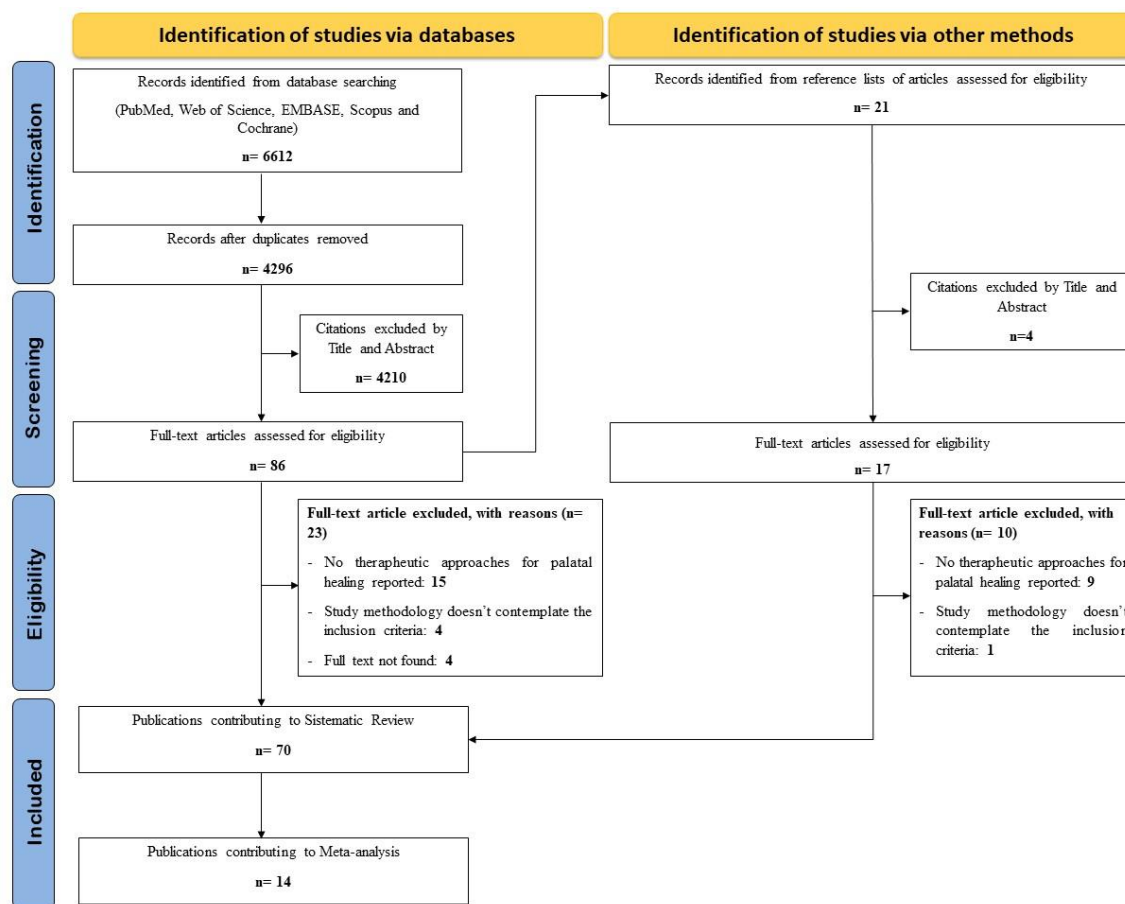 Identification of studies via databases
Identification of studies via other methods
Identification
Records identified from database searching
(PubMed, Web of Science, EMBASE, Scopus and
Cochrane)
n= 6612
Records identified from reference lists of articles assessed for eligibility
n= 21
Records after duplicates removed
n= 4296
Screening
Citations excluded by
Title and Abstract
n= 4210
Citations excluded by Title and
Abstract
n=4
Full-text articles assessed for eligibility
n= 86
Full-text articles assessed for eligibility
n= 17
Eligibility
Full-text article excluded, with reasons (n=
23)
- No therapheutic approaches for palatal
healing reported: 15
- Study methodology doesn't contemplate the
inclusion criteria: 4
- Full text not found: 4
Full-text article excluded, with
reasons (n= 10)
- No therapheutic approaches for
palatal healing reported: 9
- Study methodology doesn't
contemplate the inclusion
criteria: 1
Included
Publications contributing to Sistematic Review
n= 70
Publications contributing to Meta-analysis
n= 14